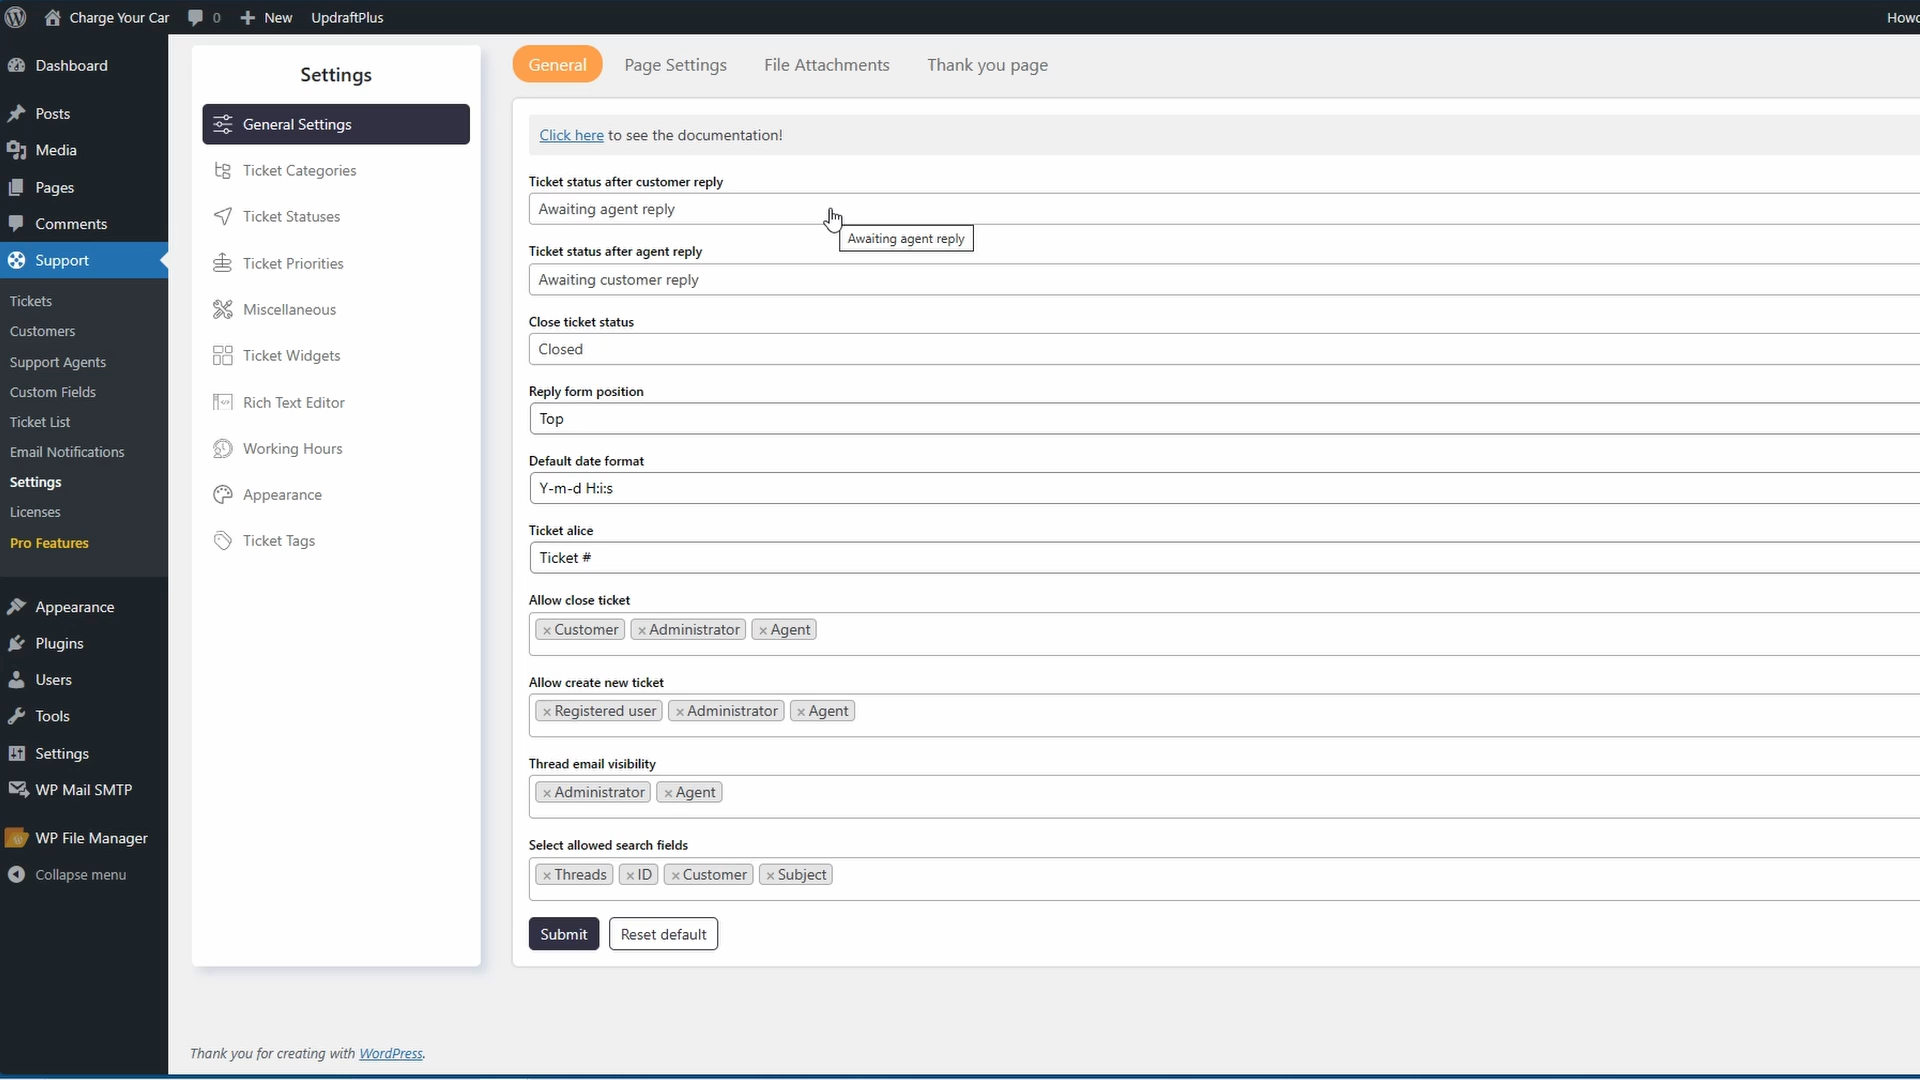 Charge Your Car 0 New UpdraftPlus
Dashboard
Posts
Media
Pages
Comments
Support
Tickets
Customers
Support Agents
Custom Fields
Ticket List
Email Notifications
Settings
Licenses
Pro Features
Appearance
Plugins
Users
Tools
Settings
WP Mail SMTP
WP File Manager
Collapse menu
Settings
General Settings
Ticket Categories
Ticket Statuses
Ticket Priorities
Miscellaneous
Ticket Widgets
Rich Text Editor
Working Hours
Appearance
Ticket Tags
General Page Settings File Attachments Thank you page
Click here to see the documentation!
Ticket status after customer reply
Awaiting agent reply
Awaiting agent reply
Ticket status after agent reply
Awaiting customer reply
Close ticket status
Closed
Reply form position
Top
Default date format
Y-m-d H:i:s
Ticket alice
Ticket #
Allow close ticket
×Customer ×Administrator ×Agent
Allow create new ticket
×Registered user ×Administrator ×Agent
Thread email visibility
×Administrator ×Agent
Select allowed search fields
×Threads ×ID ×Customer ×Subject
Submit Reset default
Thank you for creating with WordPress.